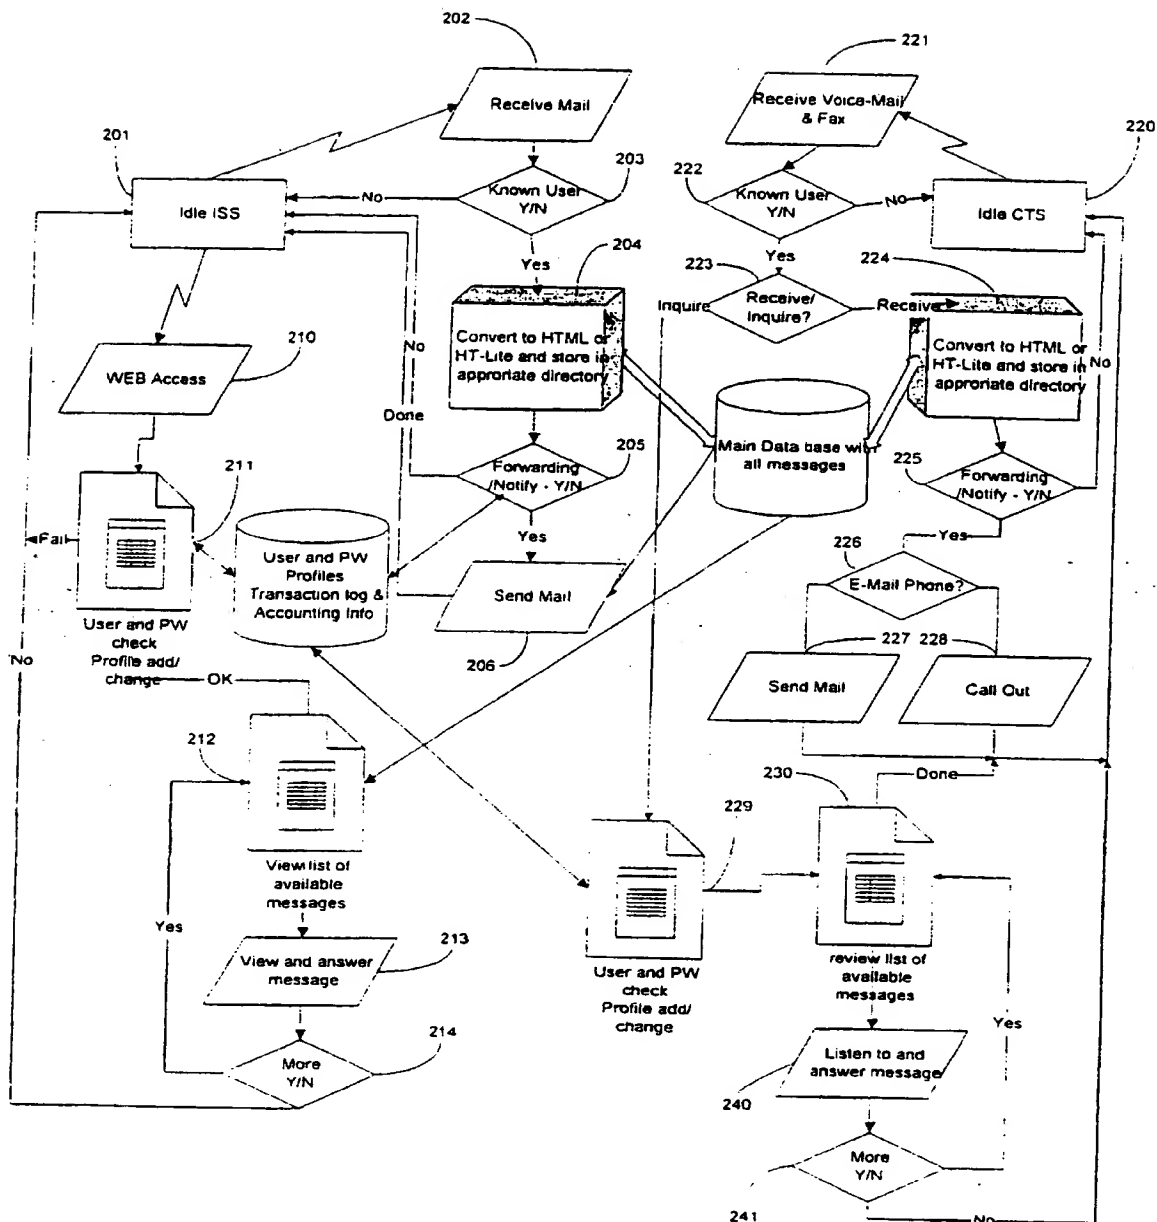 202
221
Receive Mail
Receive Voice-Mail
& Fax
201
203
222
220
Idle ISS
No
Known User
Y/N
Known User
Y/N
No
Idle CTS
Yes
204
Yes
223
224
Inquire
Receive/
Inquire?
Receive
210
WEB Access
No
Convert to HTML or
HT-Lite and store in
approriate directory
Convert to HTML or
HT-Lite and store in
approriate directory
No
Done
Main Data base with
all messages
211
Forwarding
/Notify - Y/N
205
225
Forwarding
/Notify - Y/N
Fail
Yes
Yes
User and PW
Profiles
Transaction log &
Accounting Info
226
E-Mail Phone?
Send Mail
User and PW
check
Profile add/
change
206
227
228
No
OK
Send Mail
Call Out
212
Done
230
229
View list of
available
messages
Yes
213
View and answer
message
User and PW
check
Profile add/
change
review list of
available
messages
Yes
214
More
Y/N
Listen to and
answer message
240
More
Y/N
241
No